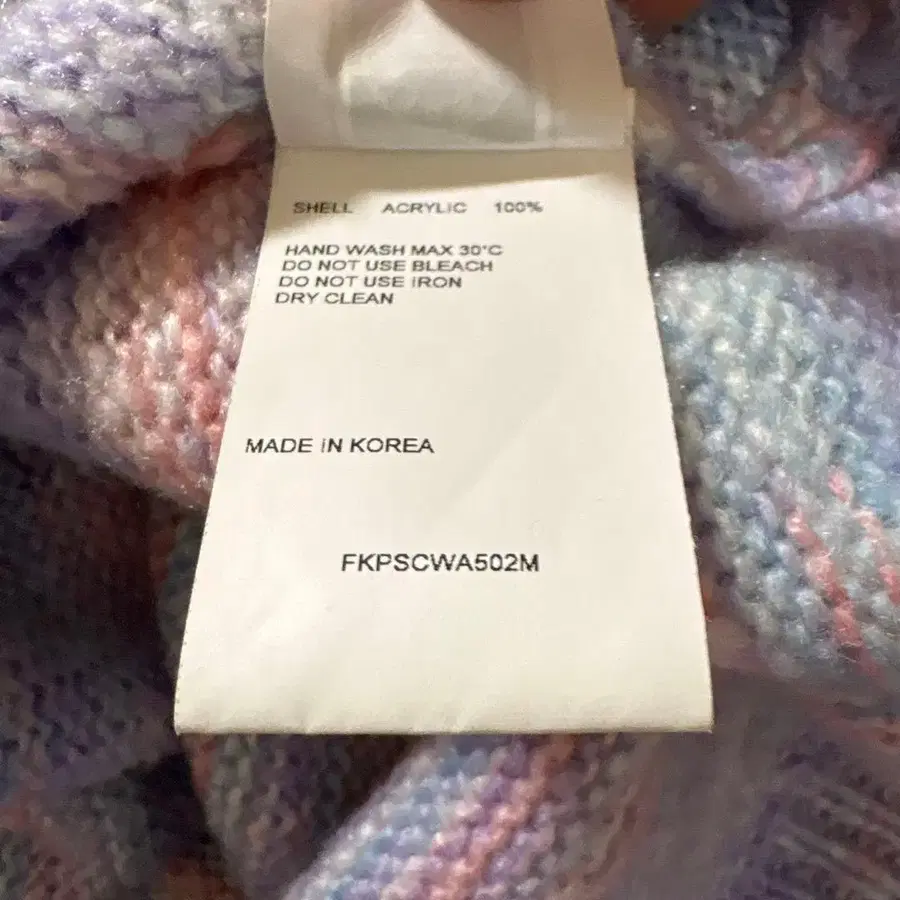 SHELL ACRYLIC 100%
HAND WASH MAX 30°C
DO NOT USE BLEACH
DO NOT USE IRON
DRY CLEAN
MADE IN KOREA
FKPSCWA502M